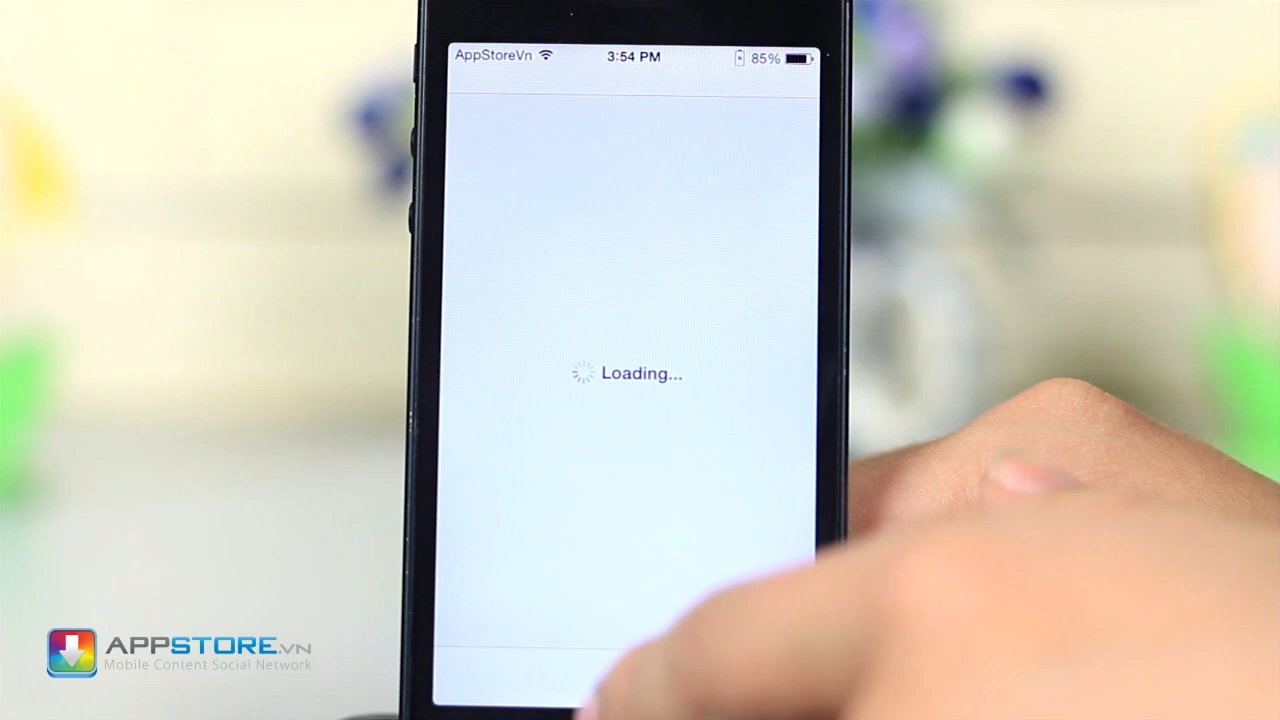 AppStoreVn 3:54 PM 85%
Loading...
APPSTORE.VN
Mobile Content Social Network